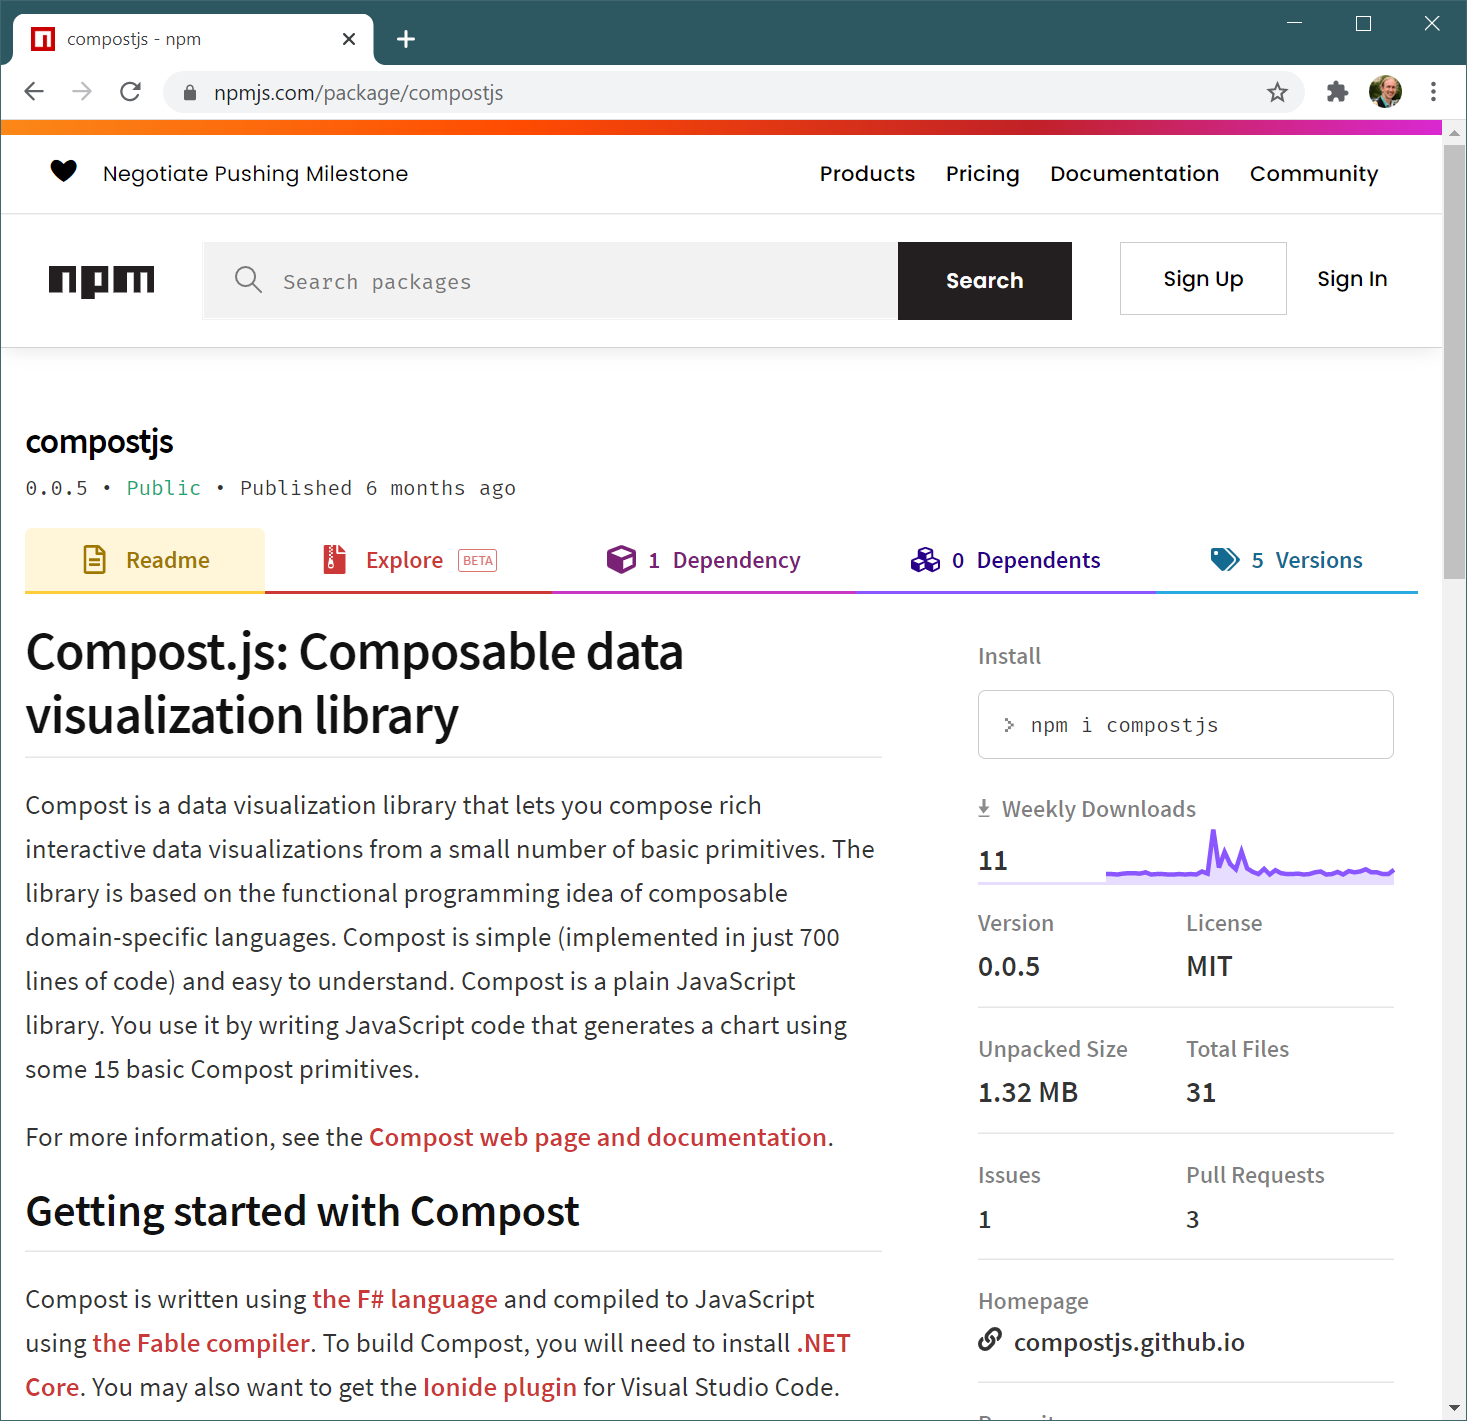 compostjs - npm
npmjs.com/package/compostjs
Negotiate Pushing Milestone
Products Pricing Documentation Community
npm
Search packages
Search
Sign Up
Sign In
compostjs
0.0.5 • Public • Published 6 months ago
Readme
Explore BETA
1 Dependency
0 Dependents
5 Versions
Compost.js: Composable data
visualization library
Compost is a data visualization library that lets you compose rich
interactive data visualizations from a small number of basic primitives. The
library is based on the functional programming idea of composable
domain-specific languages. Compost is simple (implemented in just 700
lines of code) and easy to understand. Compost is a plain JavaScript
library. You use it by writing JavaScript code that generates a chart using
some 15 basic Compost primitives.
For more information, see the Compost web page and documentation.
Getting started with Compost
Compost is written using the F# language and compiled to JavaScript
using the Fable compiler. To build Compost, you will need to install .NET
Core. You may also want to get the Ionide plugin for Visual Studio Code.
Install
> npm i compostjs
Weekly Downloads
11
Version License
0.0.5 MIT
Unpacked Size Total Files
1.32 MB 31
Issues Pull Requests
1 3
Homepage
compostjs.github.io